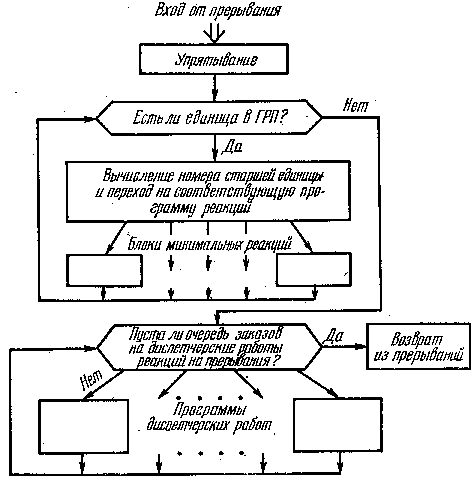 Вход от прерывания
Упрятывание
Есть ли единица в ГРП?
Нет
Да
Вычисление номера старшей единицы
и переход на соответствующую про-
грамму реакций
Блоки минимальных реакций
Пуста ли очередь заказов
на диспетчерские работы
реакций на прерывания?
Да
Возврат
из прерываний
Нет
Программы
диспетчерских работ